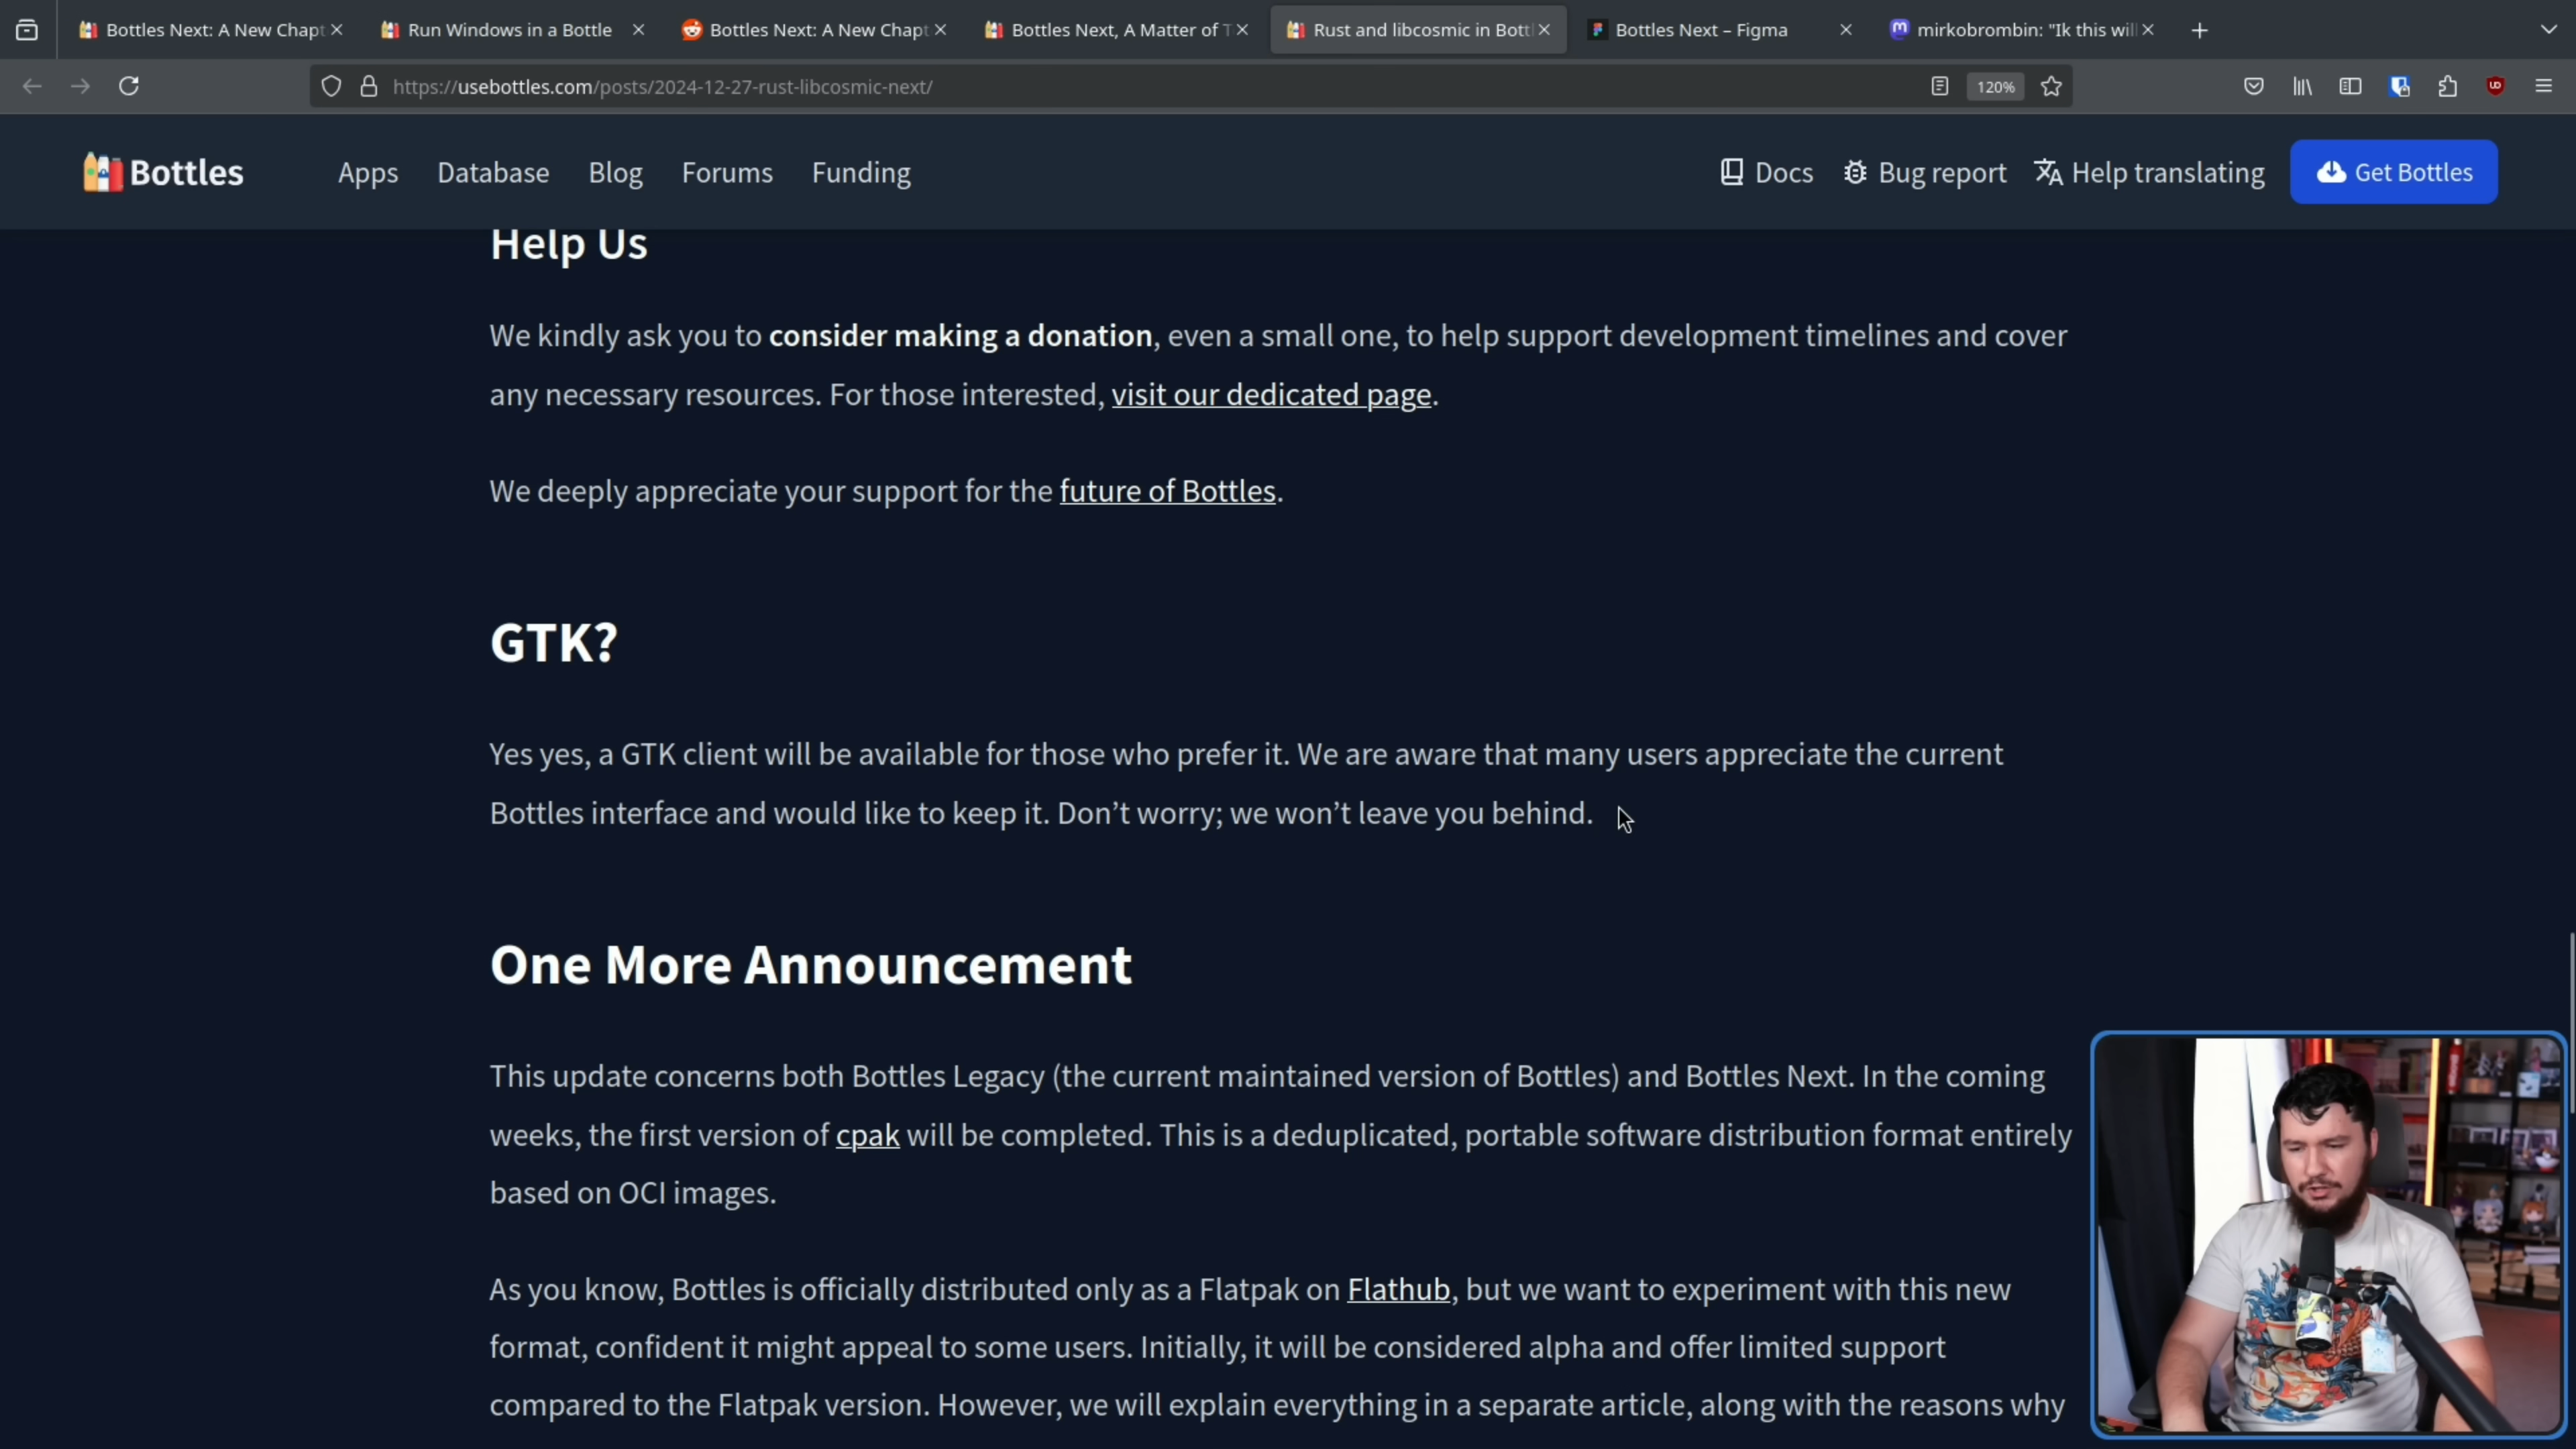 Bottles Next: A New Chapt
Run Windows in a Bottle
Bottles Next: A New Chapt
Bottles Next, A Matter of T
Rust and libcosmic in Bottl
Bottles Next – Figma
mirkobrombin: "Ik this will
https://usebottles.com/posts/2024-12-27-rust-libcosmic-next/
120%
Bottles
Apps
Database
Blog
Forums
Funding
Docs
Bug report
Help translating
Get Bottles
Help Us
We kindly ask you to consider making a donation, even a small one, to help support development timelines and cover
any necessary resources. For those interested, visit our dedicated page.
We deeply appreciate your support for the future of Bottles.
GTK?
Yes yes, a GTK client will be available for those who prefer it. We are aware that many users appreciate the current
Bottles interface and would like to keep it. Don’t worry; we won’t leave you behind.
One More Announcement
This update concerns both Bottles Legacy (the current maintained version of Bottles) and Bottles Next. In the coming
weeks, the first version of cpak will be completed. This is a deduplicated, portable software distribution format entirely
based on OCI images.
As you know, Bottles is officially distributed only as a Flatpak on Flathub, but we want to experiment with this new
format, confident it might appeal to some users. Initially, it will be considered alpha and offer limited support
compared to the Flatpak version. However, we will explain everything in a separate article, along with the reasons why